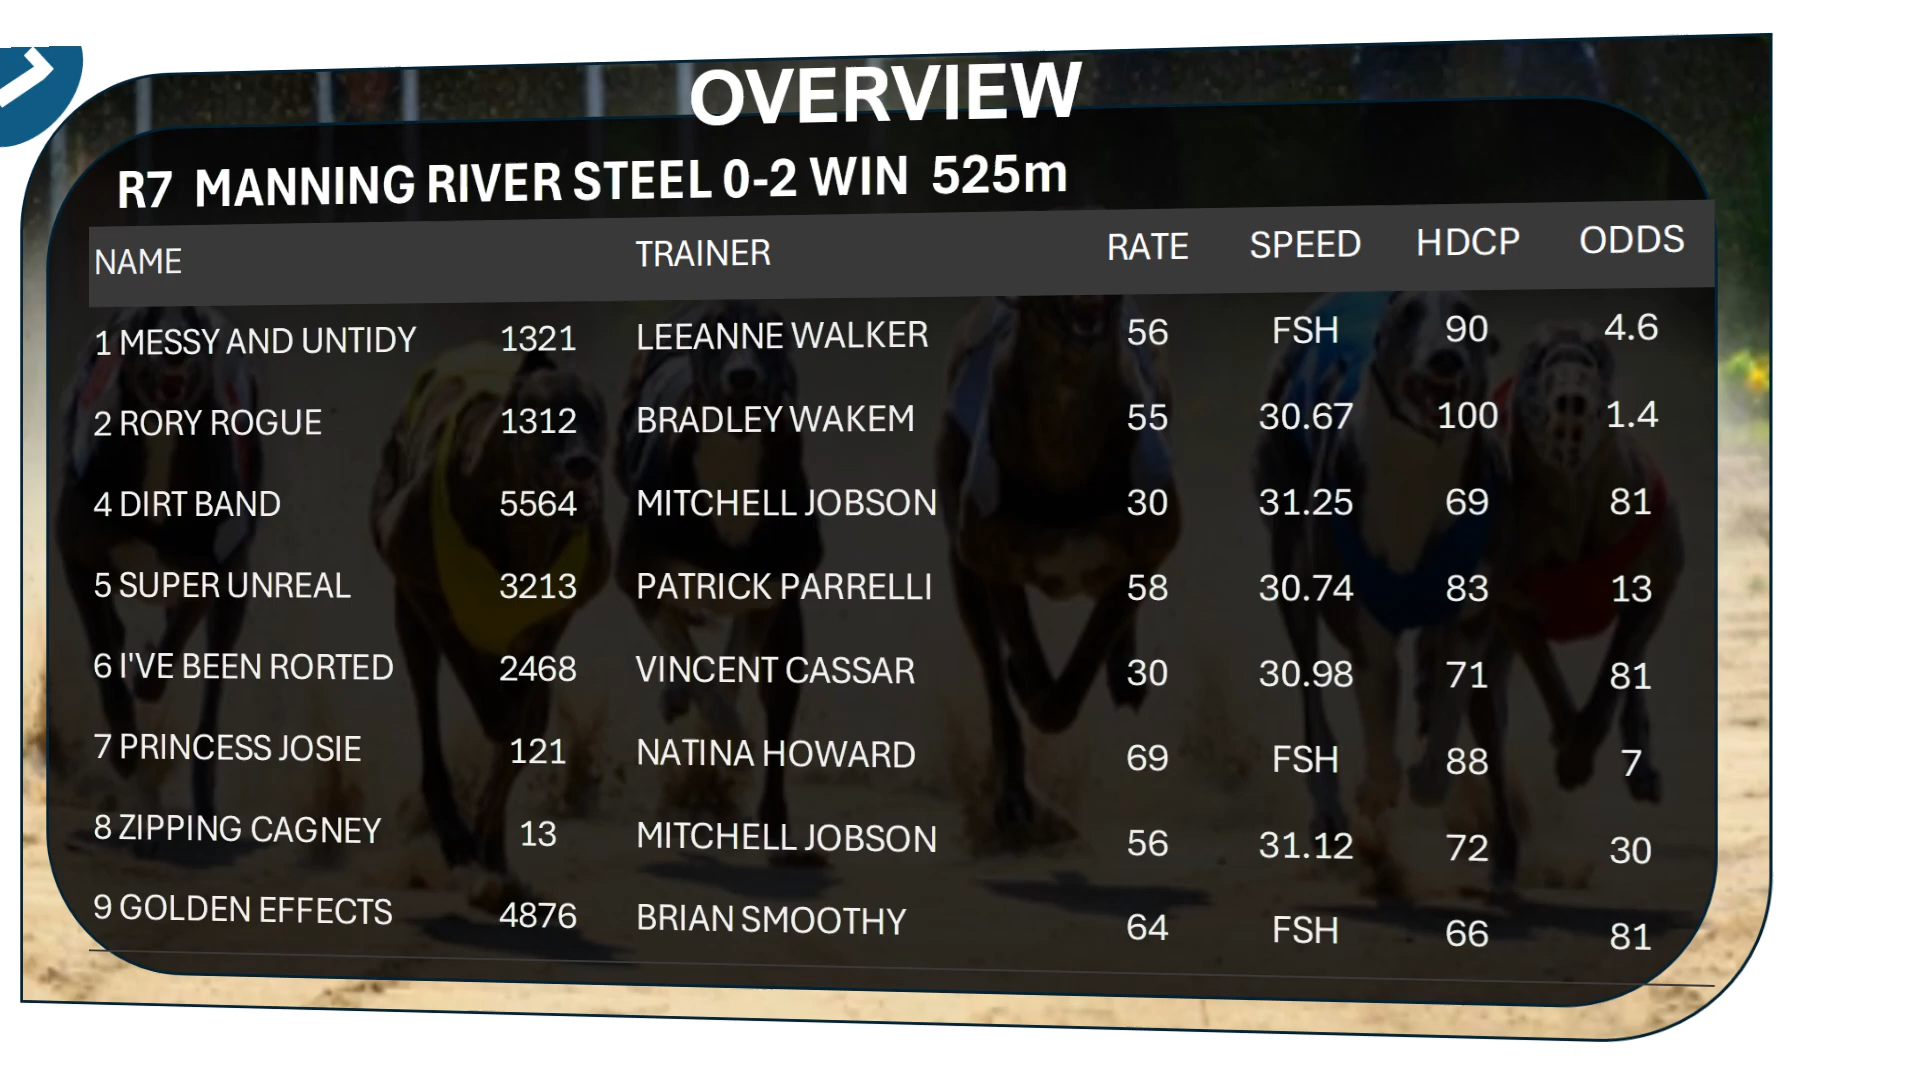 OVERVIEW
R7 MANNING RIVER STEEL 0-2 WIN 525m
NAME TRAINER RATE SPEED HDCP ODDS
1 MESSY AND UNTIDY 1321 LEEANNE WALKER 56 FSH 90 4.6
2 RORY ROGUE 1312 BRADLEY WAKEM 55 30.67 100 1.4
4 DIRT BAND 5564 MITCHELL JOBSON 30 31.25 69 81
5 SUPER UNREAL 3213 PATRICK PARRELLI 58 30.74 83 13
6 I'VE BEEN RORTED 2468 VINCENT CASSAR 30 30.98 71 81
7 PRINCESS JOSIE 121 NATINA HOWARD 69 FSH 88 7
8 ZIPPING CAGNEY 13 MITCHELL JOBSON 56 31.12 72 30
9 GOLDEN EFFECTS 4876 BRIAN SMOOTHY 64 FSH 66 81